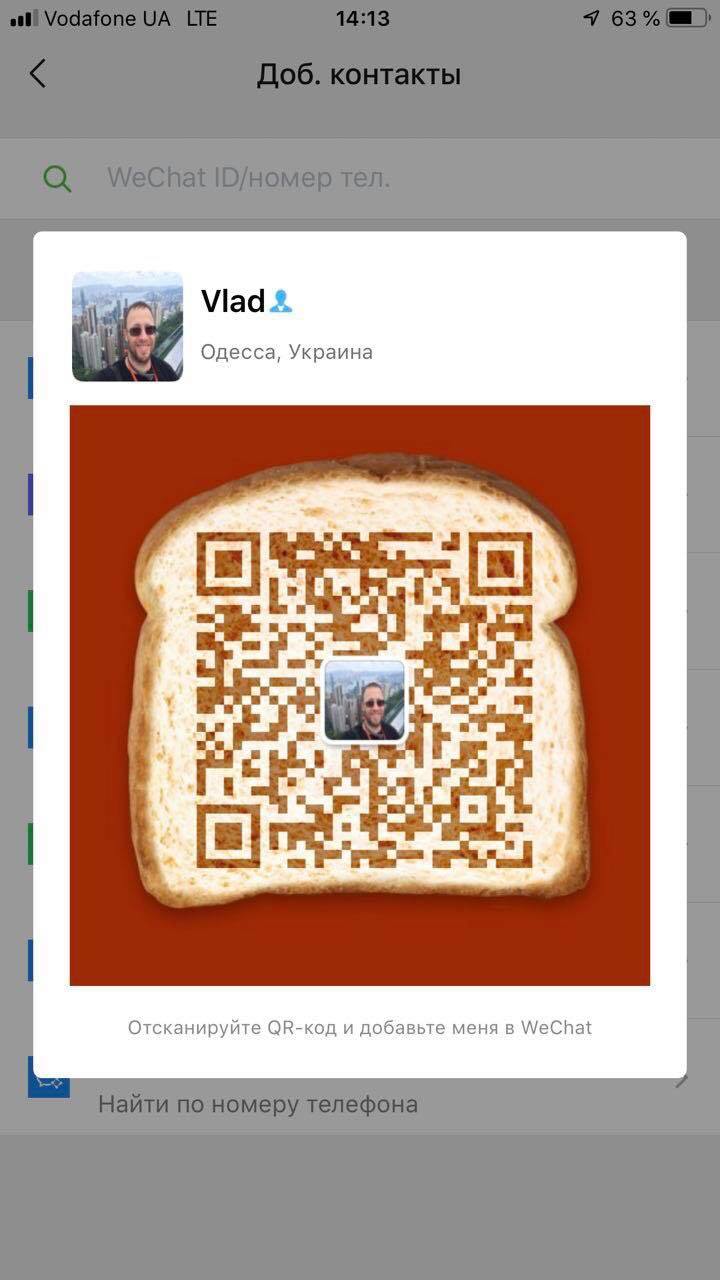 Vodafone UA LTE 14:13 63 %
Доб. контакты
WeChat ID/номер тел.
Vlad
Одесса, Украина
Отсканируйте QR-код и добавьте меня в WeChat
Найти по номеру телефона